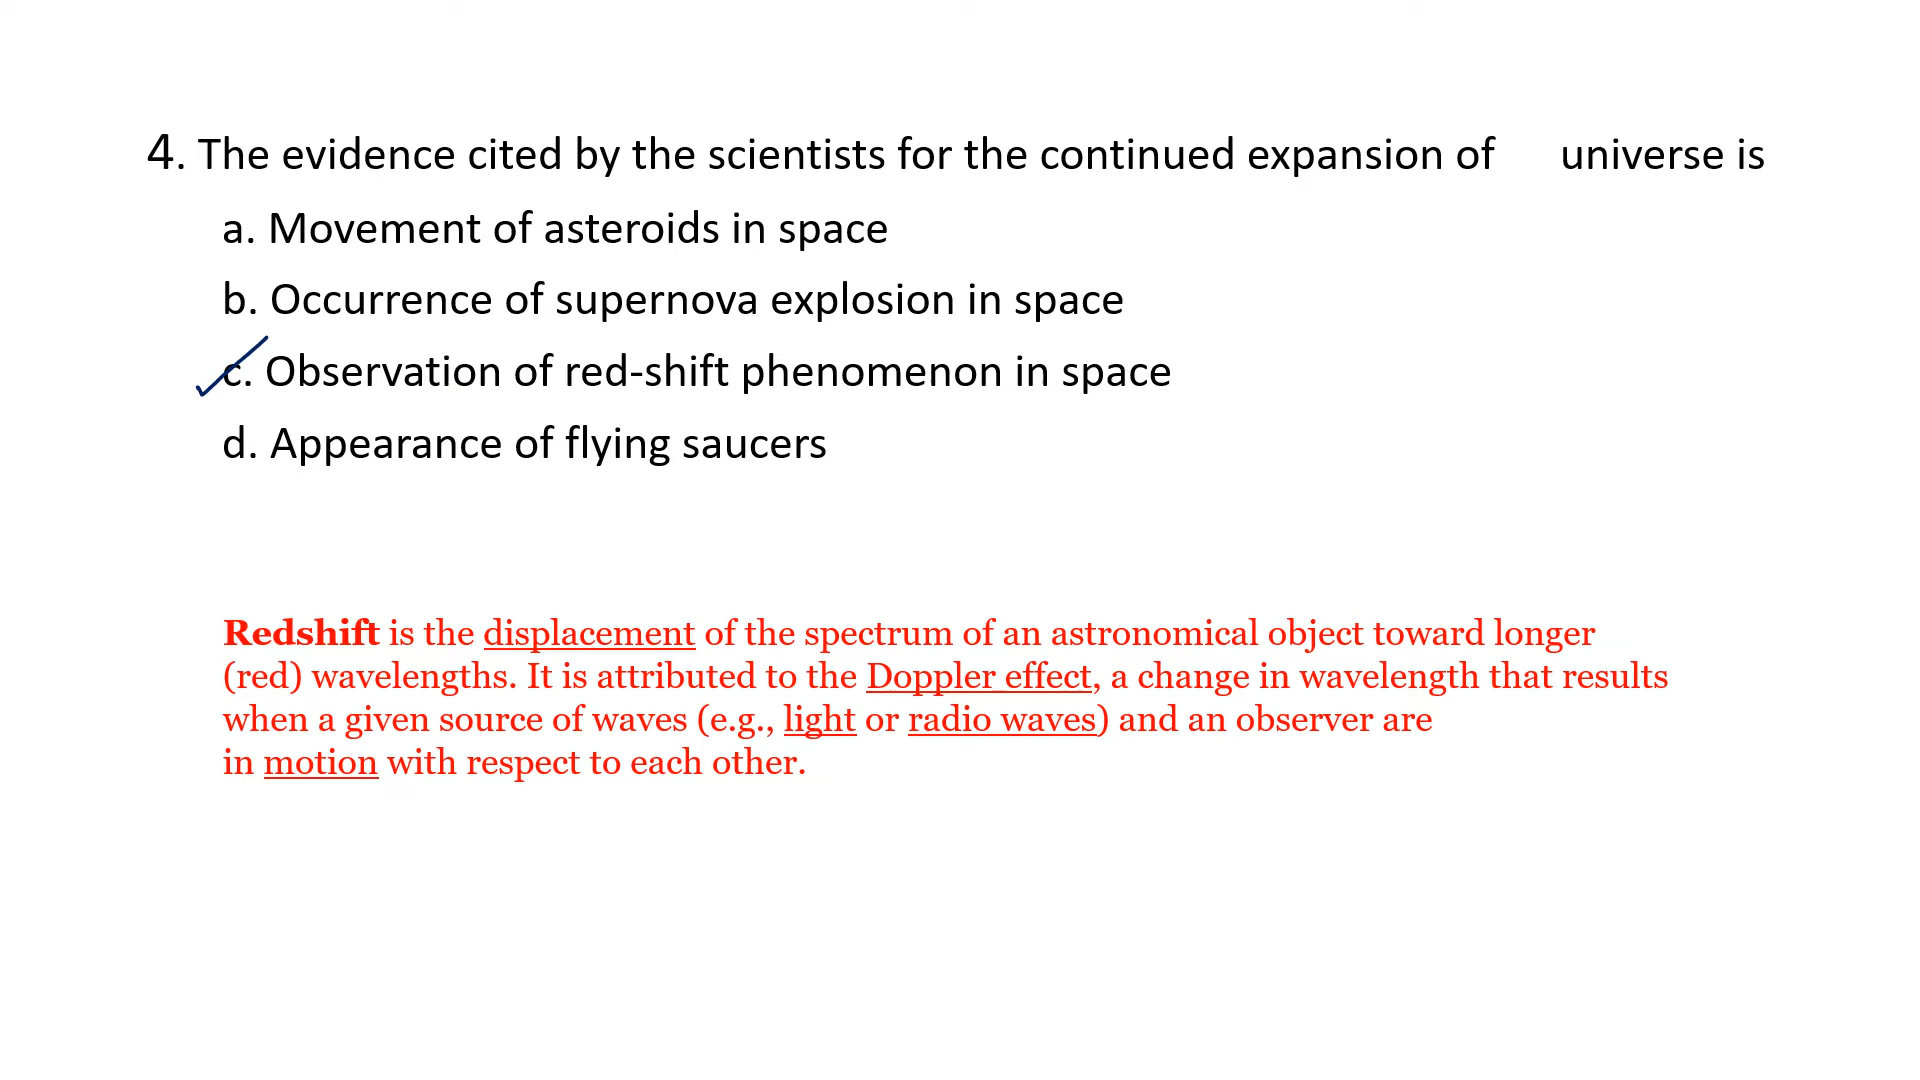 4. The evidence cited by the scientists for the continued expansion of universe is
a. Movement of asteroids in space
b. Occurrence of supernova explosion in space
c. Observation of red-shift phenomenon in space
d. Appearance of flying saucers
Redshift is the displacement of the spectrum of an astronomical object toward longer
(red) wavelengths. It is attributed to the Doppler effect, a change in wavelength that results
when a given source of waves (e.g., light or radio waves) and an observer are
in motion with respect to each other.